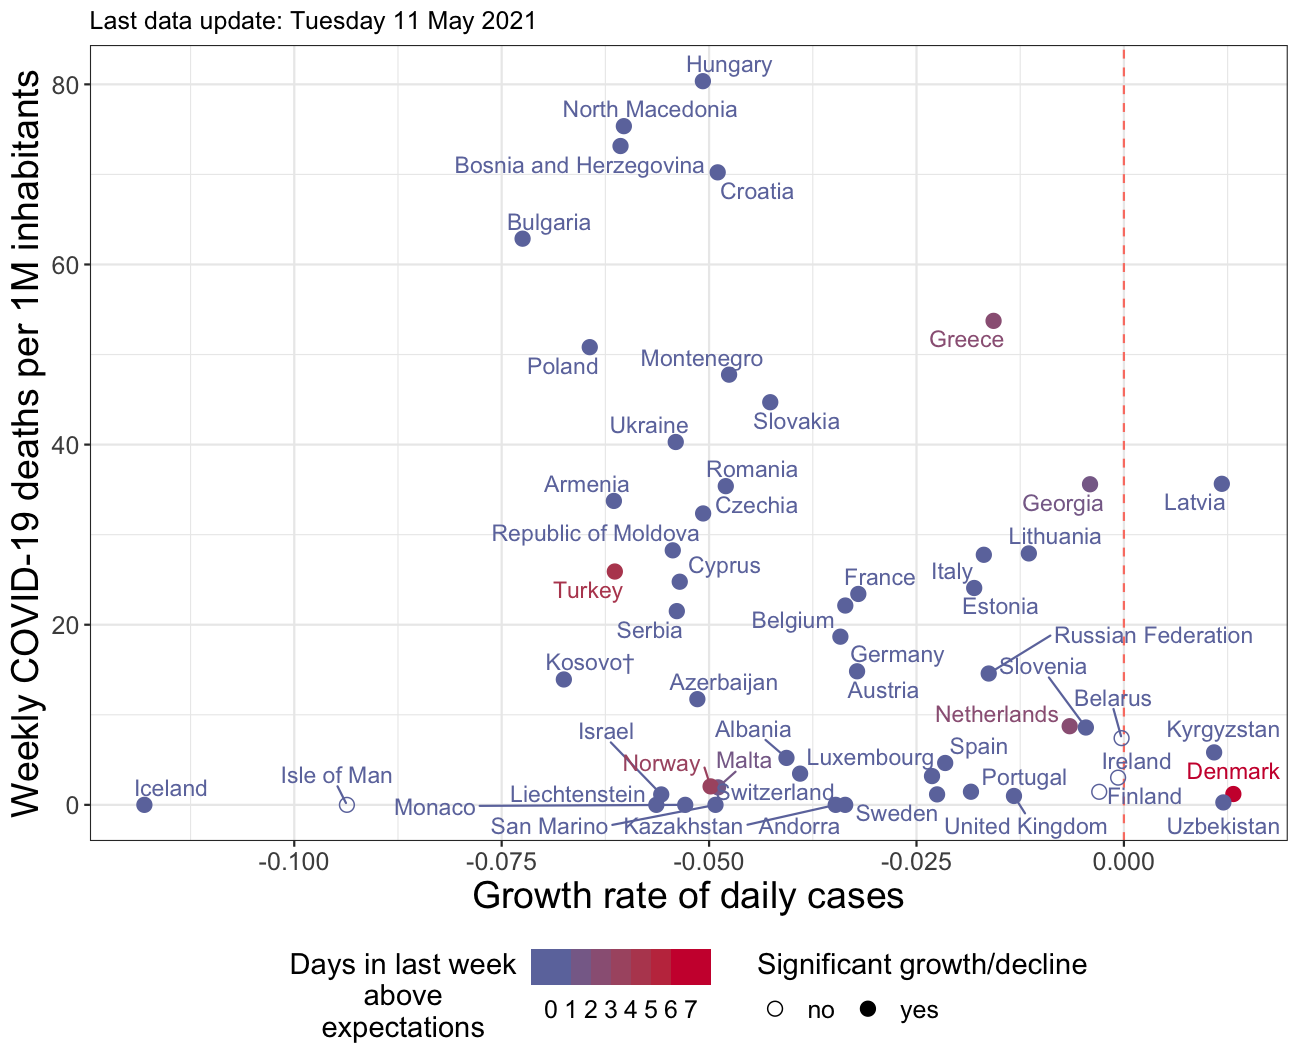 Last data update: Tuesday 11 May 2021
Weekly COVID-19 deaths per 1M inhabitants
80
60
40
20
0
Hungary
North Macedonia
Bosnia and Herzegovina
Croatia
Bulgaria
Greece
Poland
Montenegro
Slovakia
Ukraine
Romania
Armenia
Czechia
Georgia
Latvia
Republic of Moldova
Lithuania
Cyprus
Italy
France
Turkey
Estonia
Belgium
Serbia
Russian Federation
Germany
Kosovo†
Slovenia
Azerbaijan
Austria
Belarus
Netherlands
Israel
Albania
Kyrgyzstan
Spain
Norway
Malta
Luxembourg
Ireland
Denmark
Isle of Man
Portugal
Iceland
Liechtenstein
Switzerland
Finland
Monaco
Sweden
San Marino
Kazakhstan
Andorra
United Kingdom
Uzbekistan
-0.100
-0.075
-0.050
-0.025
0.000
Growth rate of daily cases
Days in last week
above
expectations
0 1 2 3 4 5 6 7
Significant growth/decline
no
yes